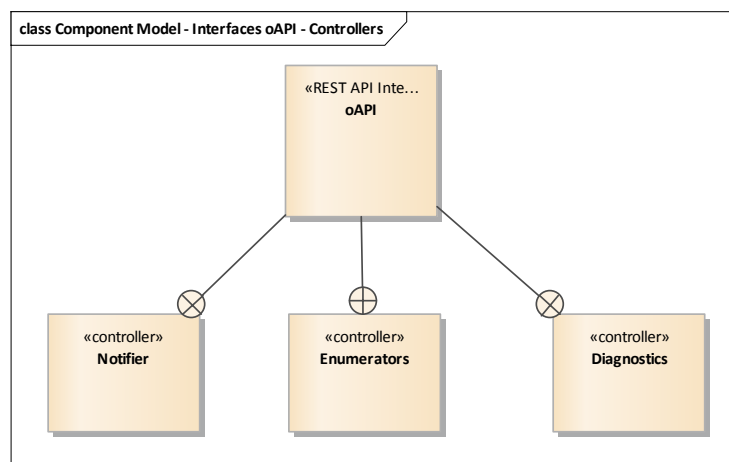 class Component Model - Interfaces oAPI - Controllers
«REST API Inte...
oAPI
«controller»
Notifier
«controller»
Enumerators
«controller»
Diagnostics